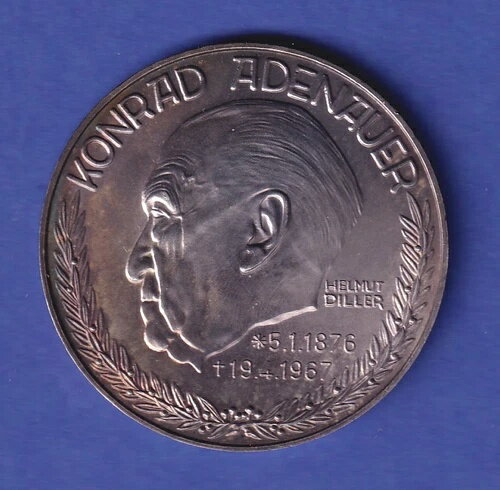 KONRAD ADENAUER
HELMUT
DILLER
*5.1.1876
†19.4.1967